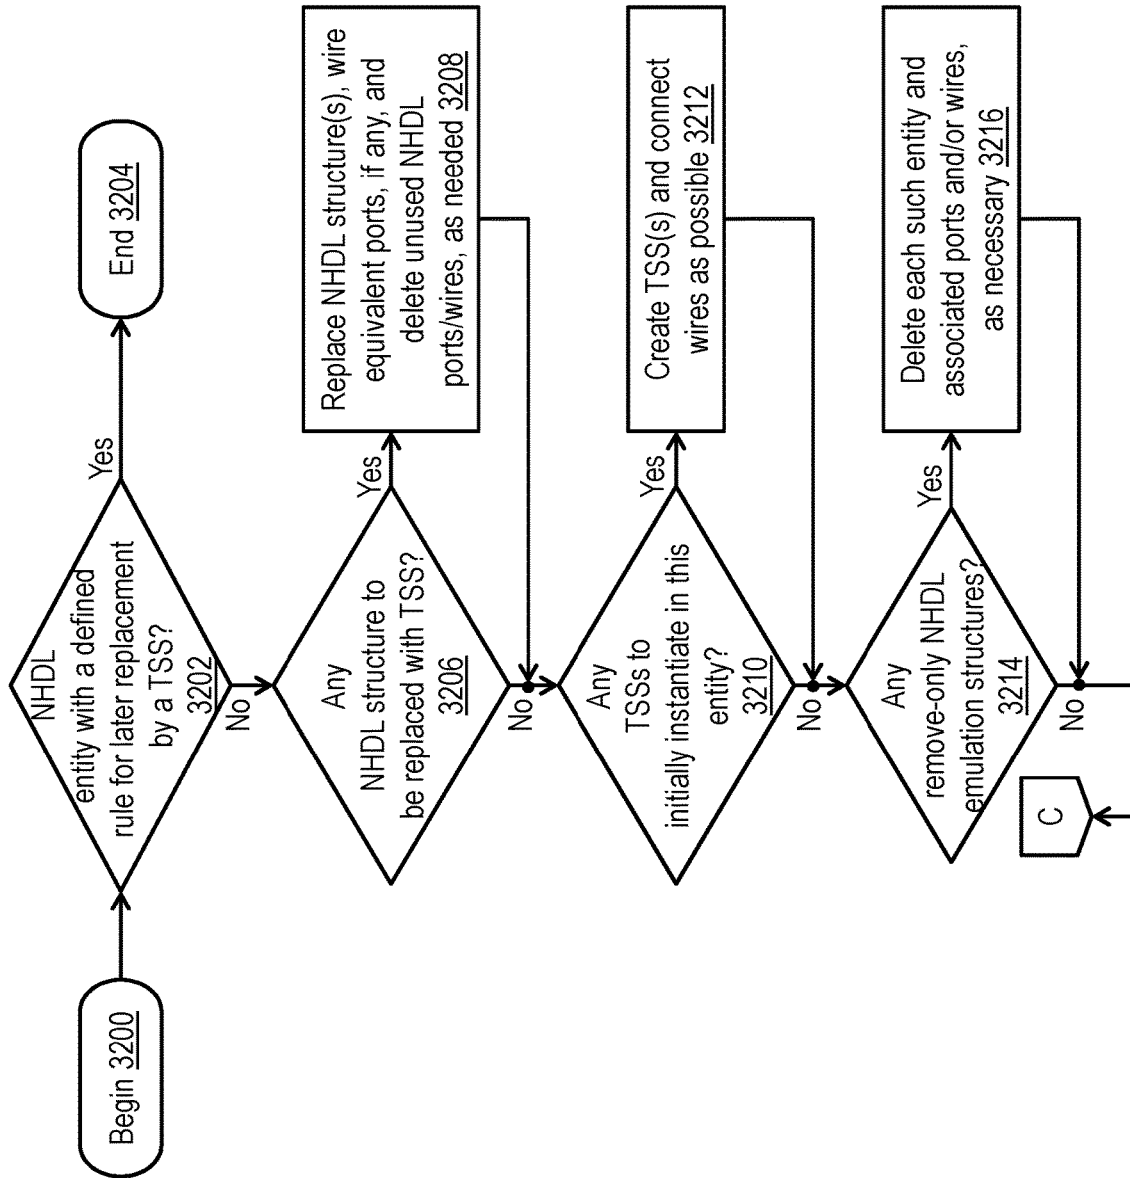 Begin 3200
NHDL
entity with a defined
rule for later replacement
by a TSS?
3202
Yes
End 3204
No
Any
NHDL structure to
be replaced with TSS?
3206
Yes
Replace NHDL structure(s), wire
equivalent ports, if any, and
delete unused NHDL
ports/wires, as needed 3208
No
Any
TSSs to
initially instantiate in this
entity?
3210
Yes
Create TSS(s) and connect
wires as possible 3212
No
Any
remove-only NHDL
emulation structures?
3214
Yes
Delete each such entity and
associated ports and/or wires,
as necessary 3216
No
C